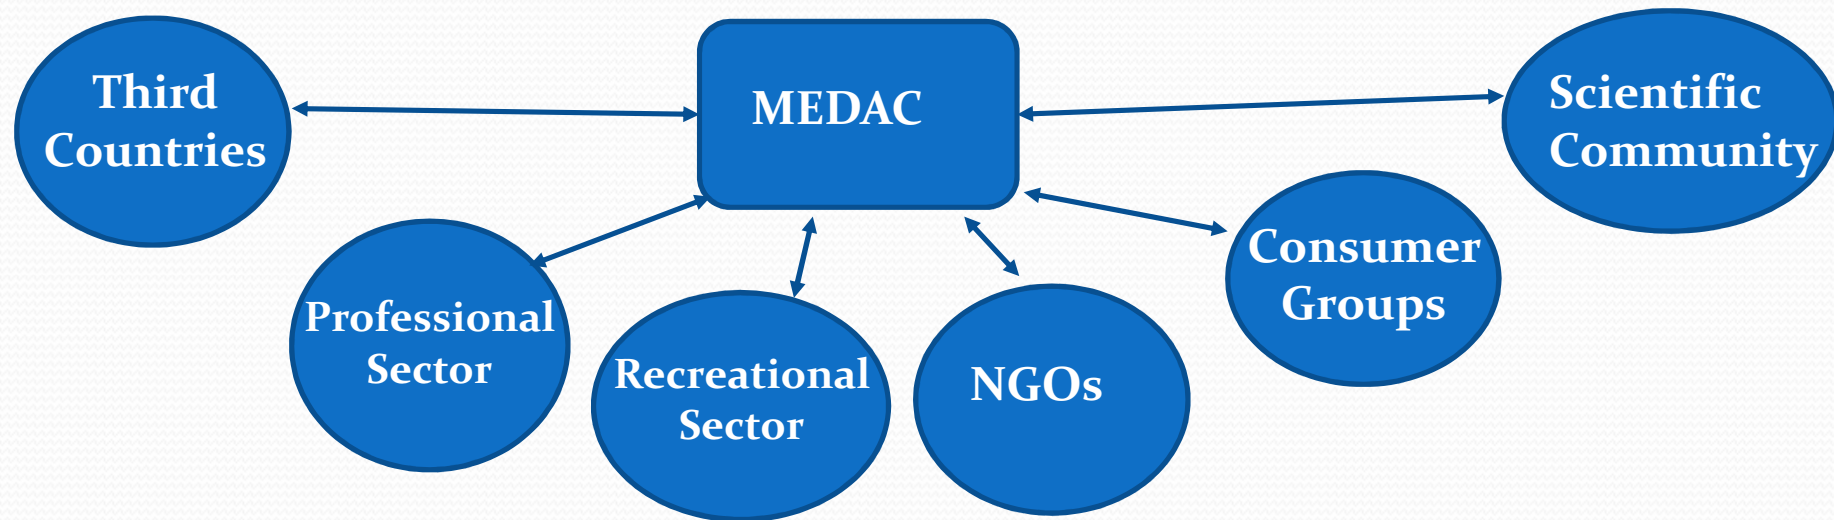 Third
Countries
MEDAC
Scientific
Community
Professional
Sector
Recreational
Sector
NGOs
Consumer
Groups